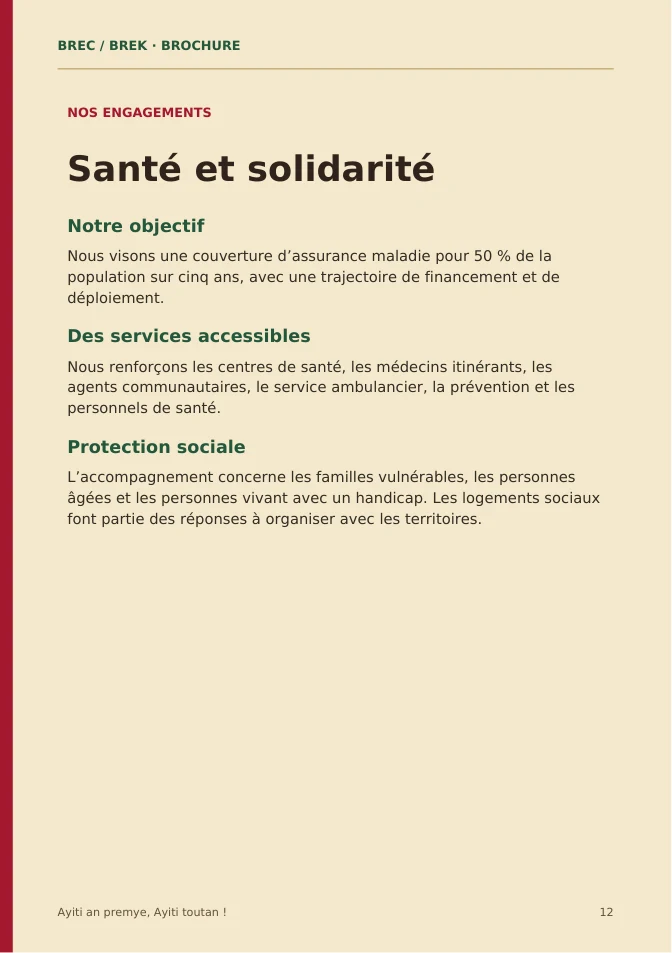 BREC / BREK · BROCHURE
NOS ENGAGEMENTS
Santé et solidarité
Notre objectif
Nous visons une couverture d’assurance maladie pour 50 % de la
population sur cinq ans, avec une trajectoire de financement et de
déploiement.
Des services accessibles
Nous renforçons les centres de santé, les médecins itinérants, les
agents communautaires, le service ambulancier, la prévention et les
personnels de santé.
Protection sociale
L’accompagnement concerne les familles vulnérables, les personnes
âgées et les personnes vivant avec un handicap. Les logements sociaux
font partie des réponses à organiser avec les territoires.
Ayiti an premye, Ayiti toutan !
12